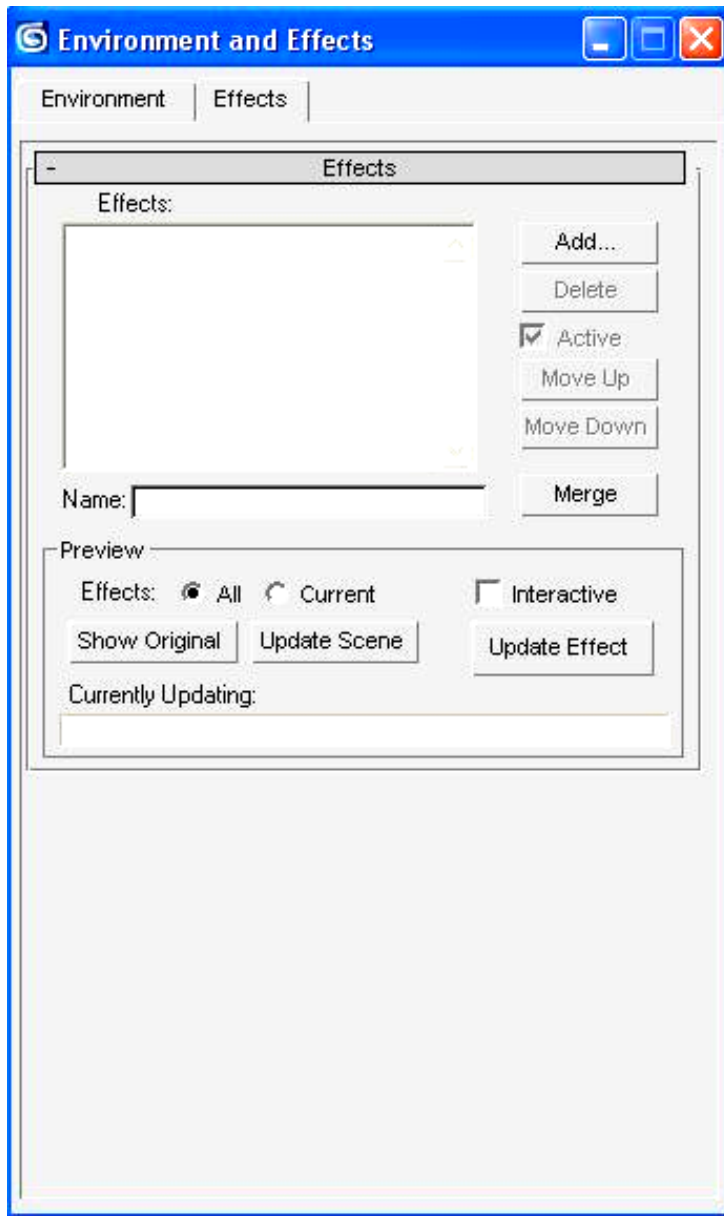 Environment and Effects
Environment Effects
- Effects
Effects:
Add...
Delete
Active
Move Up
Move Down
Name:
Merge
Preview
Effects: All Current Interactive
Show Original Update Scene Update Effect
Currently Updating: